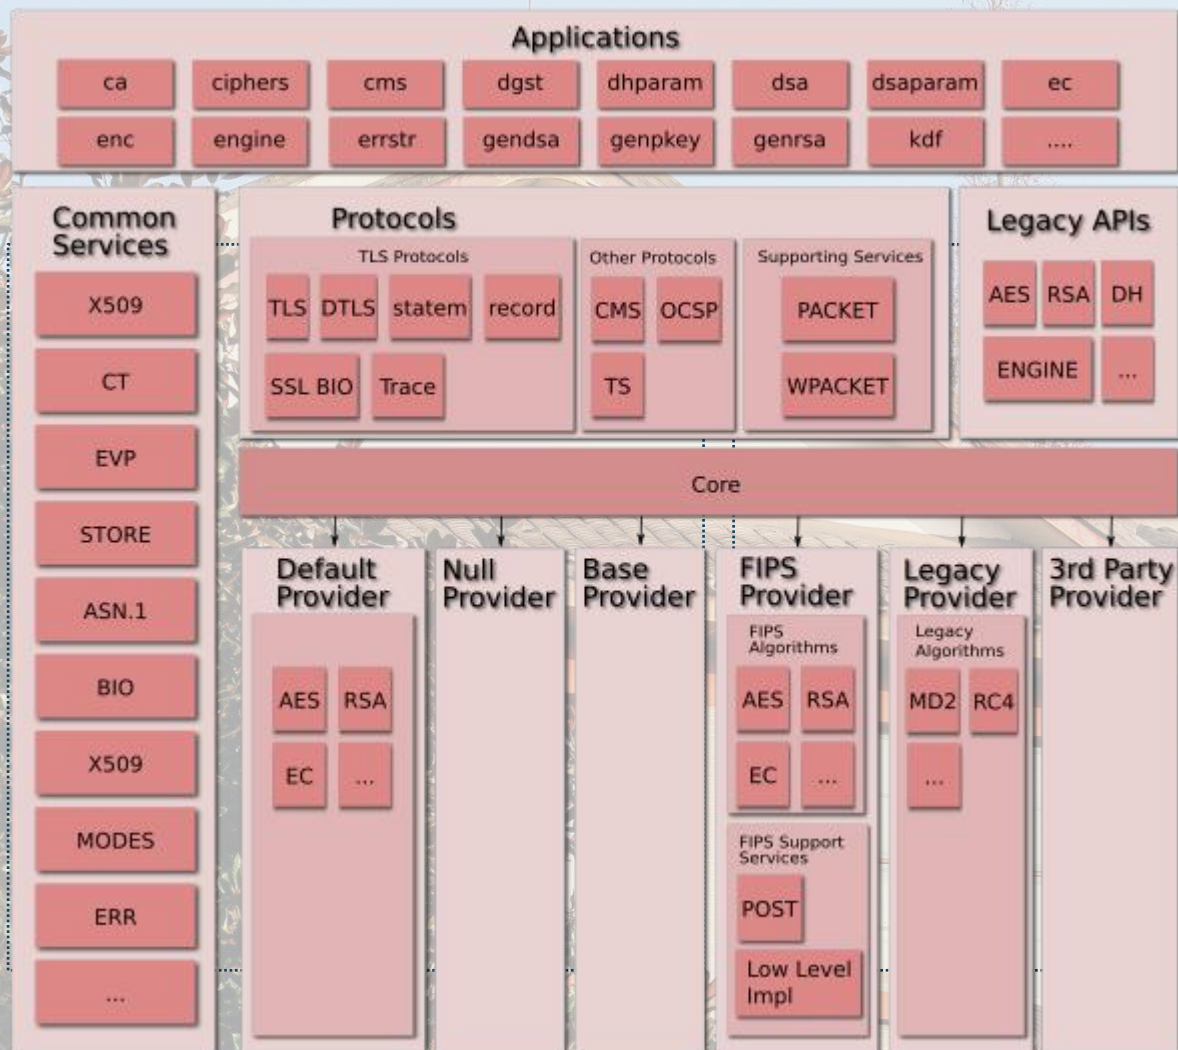 Applications
ca ciphers cms dgst dhparam dsa dsaparam ec
enc engine errstr gendsa genpkey genrsa kdf ....
Common
Services
X509
CT
EVP
STORE
ASN.1
BIO
X509
MODES
ERR
...
Protocols
TLS Protocols
TLS DTLS statem record
SSL BIO Trace
Other Protocols
CMS OCSP
TS
Supporting Services
PACKET
WPACKET
Legacy APIs
AES RSA DH
ENGINE ...
Core
Default
Provider
AES RSA
EC ...
Null
Provider
Base
Provider
FIPS
Provider
FIPS
Algorithms
AES RSA
EC ...
FIPS Support
Services
POST
Low Level
Impl
Legacy
Provider
Legacy
Algorithms
MD2 RC4
...
3rd Party
Provider